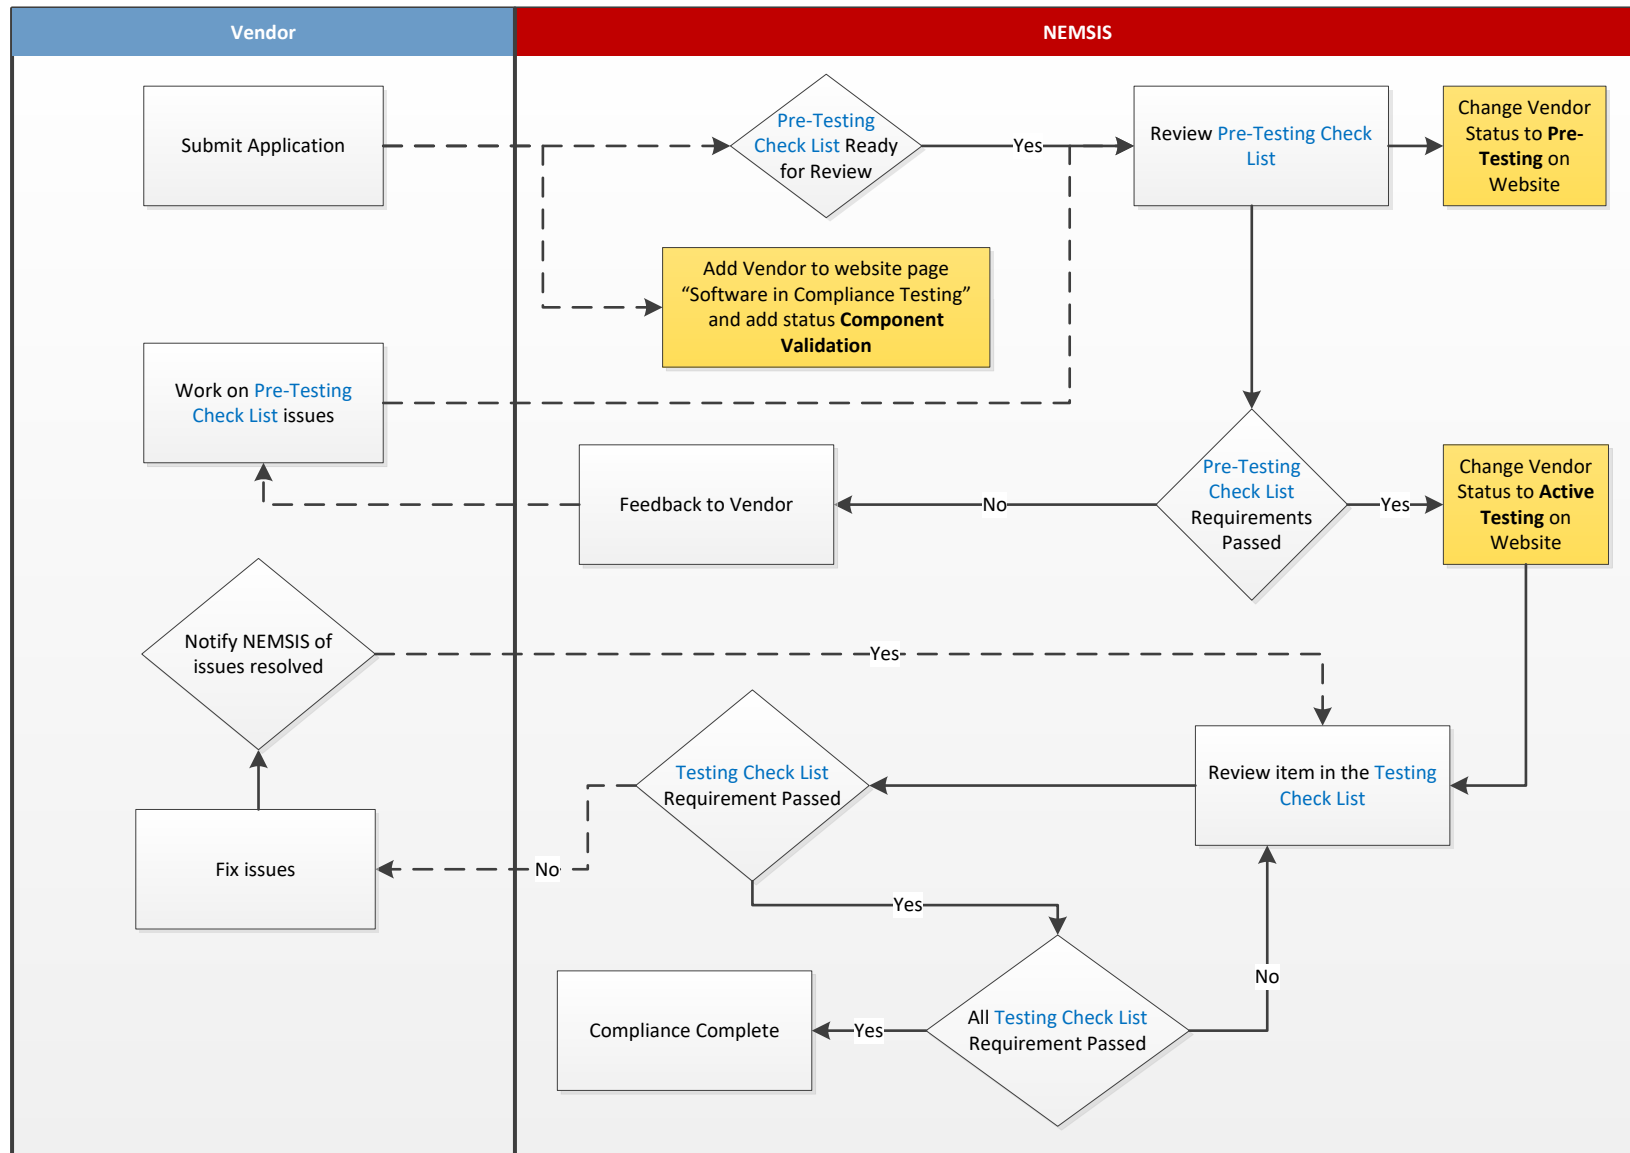 Vendor
NEMSIS
Submit Application
Pre-Testing
Check List Ready
for Review
Yes
Review Pre-Testing Check
List
Change Vendor
Status to Pre-
Testing on
Website
Add Vendor to website page
“Software in Compliance Testing”
and add status Component
Validation
Work on Pre-Testing
Check List issues
Feedback to Vendor
No
Pre-Testing
Check List
Requirements
Passed
Yes
Change Vendor
Status to Active
Testing on
Website
Notify NEMSIS of
issues resolved
Yes
Testing Check List
Requirement Passed
Review item in the Testing
Check List
Fix issues
No
Yes
No
Compliance Complete
Yes
All Testing Check List
Requirement Passed